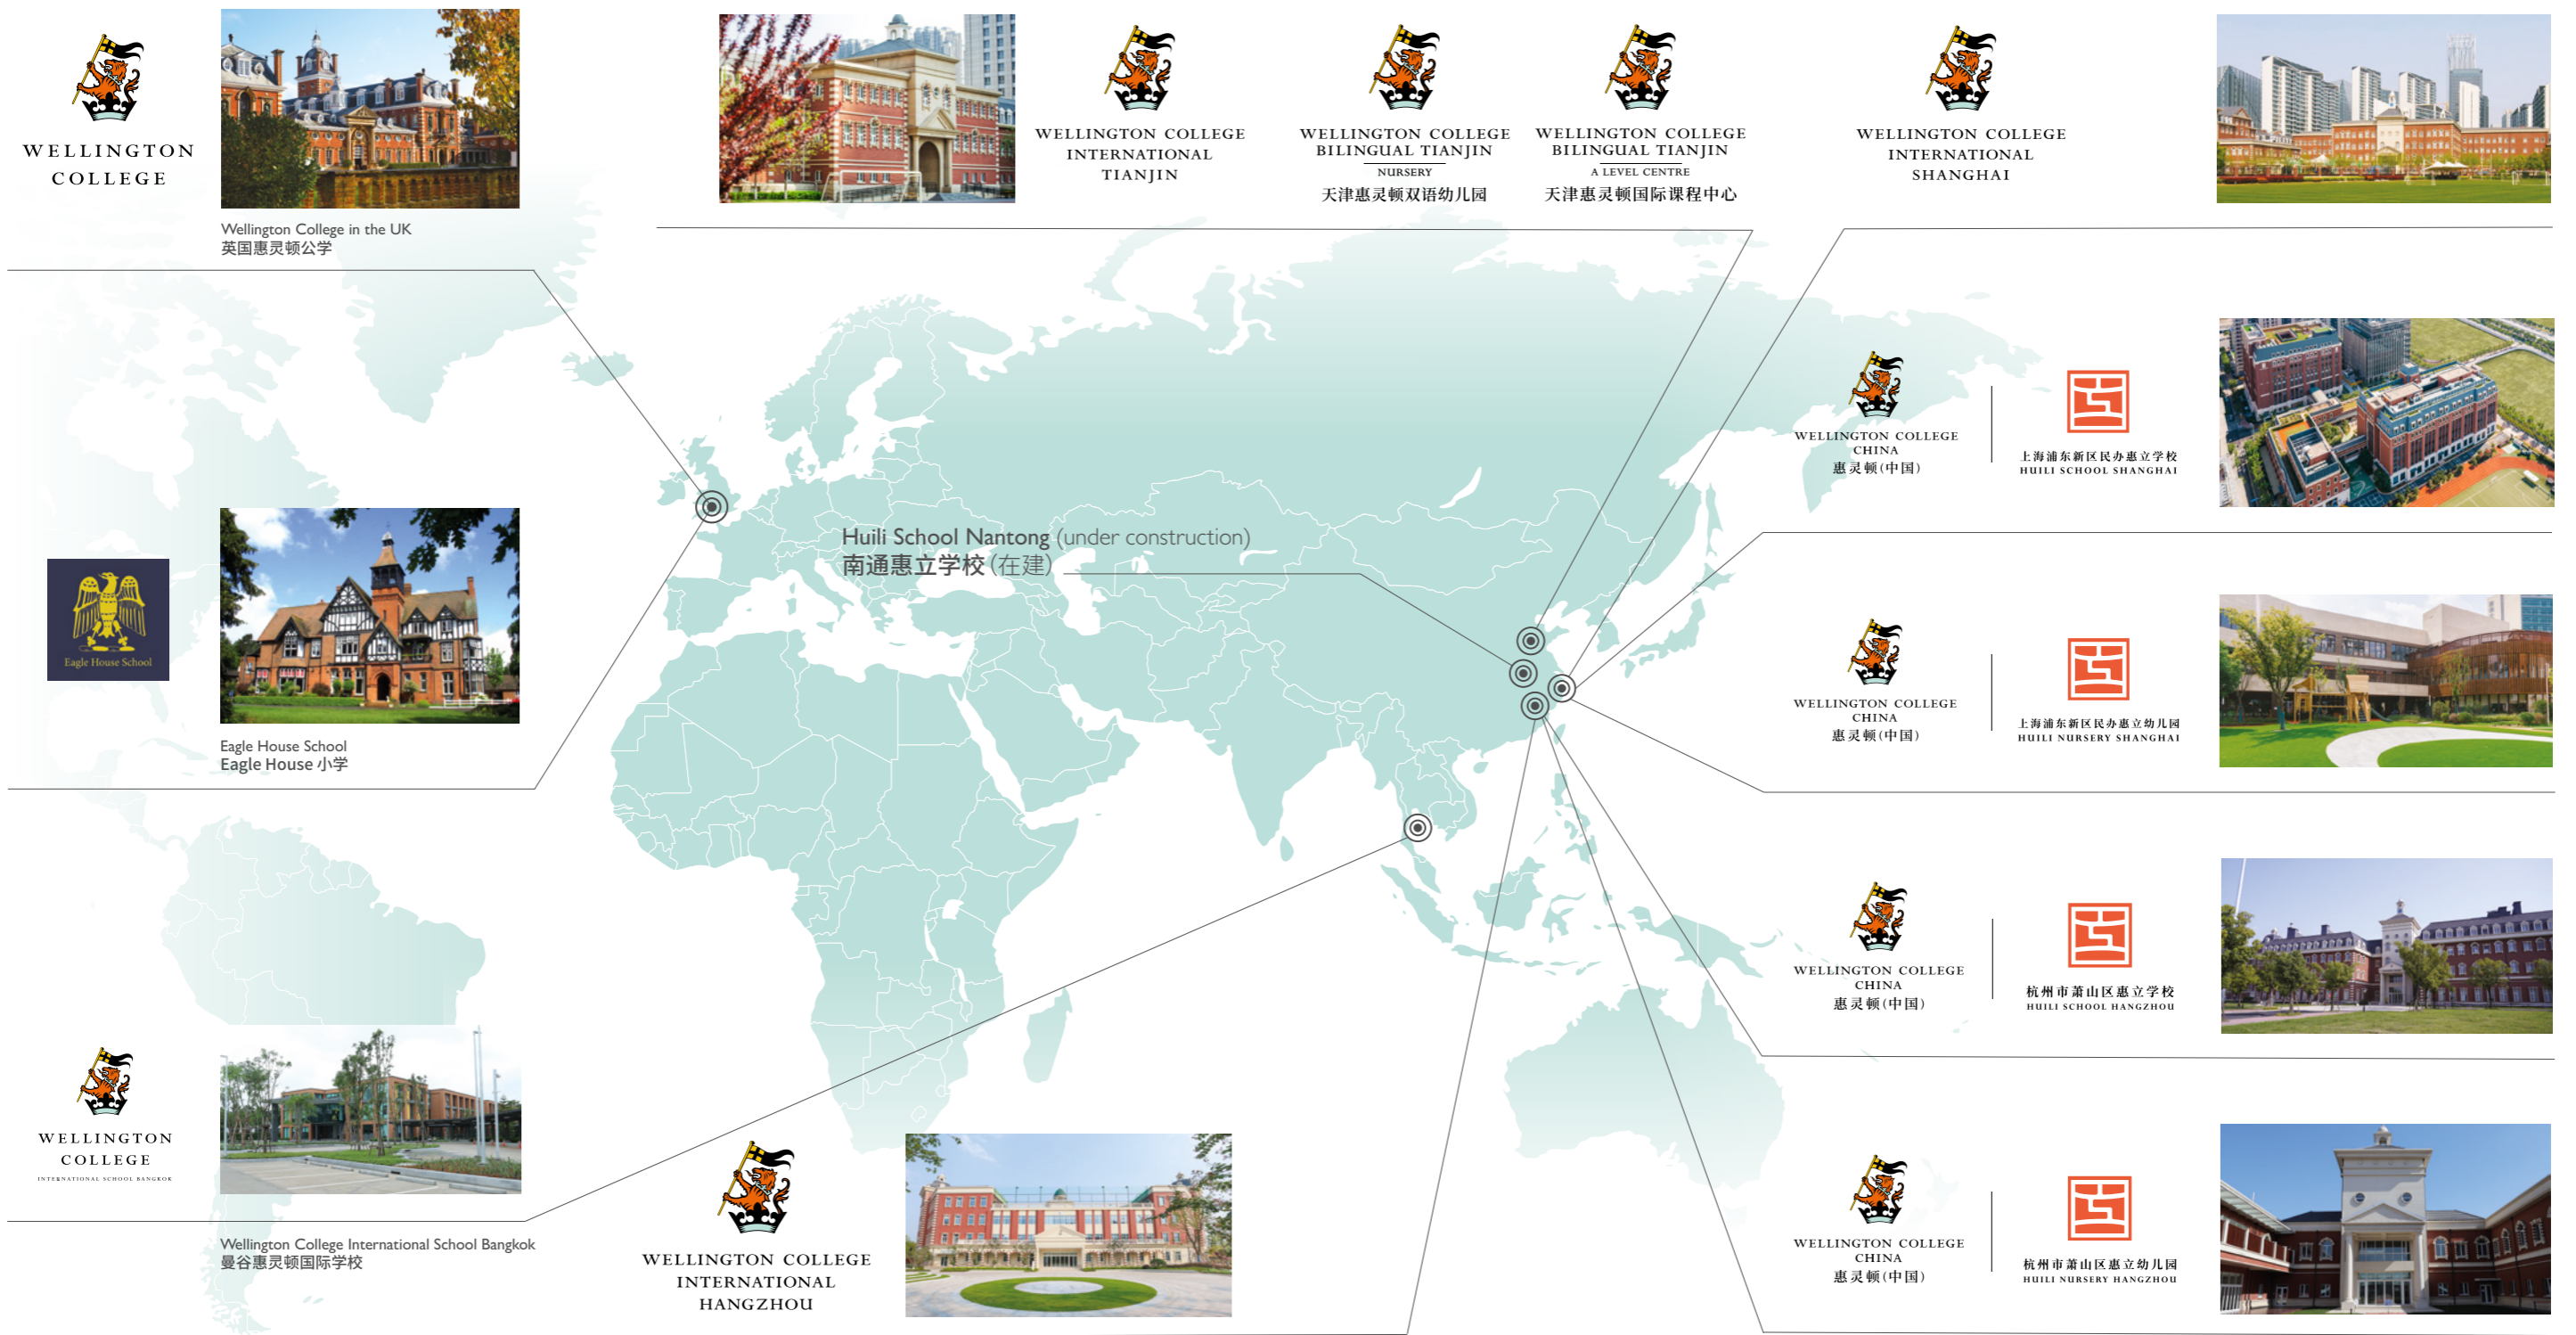 WELLINGTON
COLLEGE
Wellington College in the UK
英国惠灵顿公学
WELLINGTON COLLEGE
INTERNATIONAL
TIANJIN
WELLINGTON COLLEGE
BILINGUAL TIANJIN
NURSERY
天津惠灵顿双语幼儿园
WELLINGTON COLLEGE
BILINGUAL TIANJIN
A LEVEL CENTRE
天津惠灵顿国际课程中心
WELLINGTON COLLEGE
INTERNATIONAL
SHANGHAI
WELLINGTON COLLEGE
CHINA
惠灵顿(中国)
上海浦东新区民办惠立学校
HUILI SCHOOL SHANGHAI
Huili School Nantong (under construction)
南通惠立学校(在建)
Eagle House School
Eagle House School
Eagle House 小学
WELLINGTON COLLEGE
CHINA
惠灵顿(中国)
上海浦东新区民办惠立幼儿园
HUILI NURSERY SHANGHAI
WELLINGTON COLLEGE
CHINA
惠灵顿(中国)
杭州市萧山区惠立学校
HUILI SCHOOL HANGZHOU
WELLINGTON
COLLEGE
INTERNATIONAL SCHOOL BANGKOK
Wellington College International School Bangkok
曼谷惠灵顿国际学校
WELLINGTON COLLEGE
INTERNATIONAL
HANGZHOU
WELLINGTON COLLEGE
CHINA
惠灵顿(中国)
杭州市萧山区惠立幼儿园
HUILI NURSERY HANGZHOU